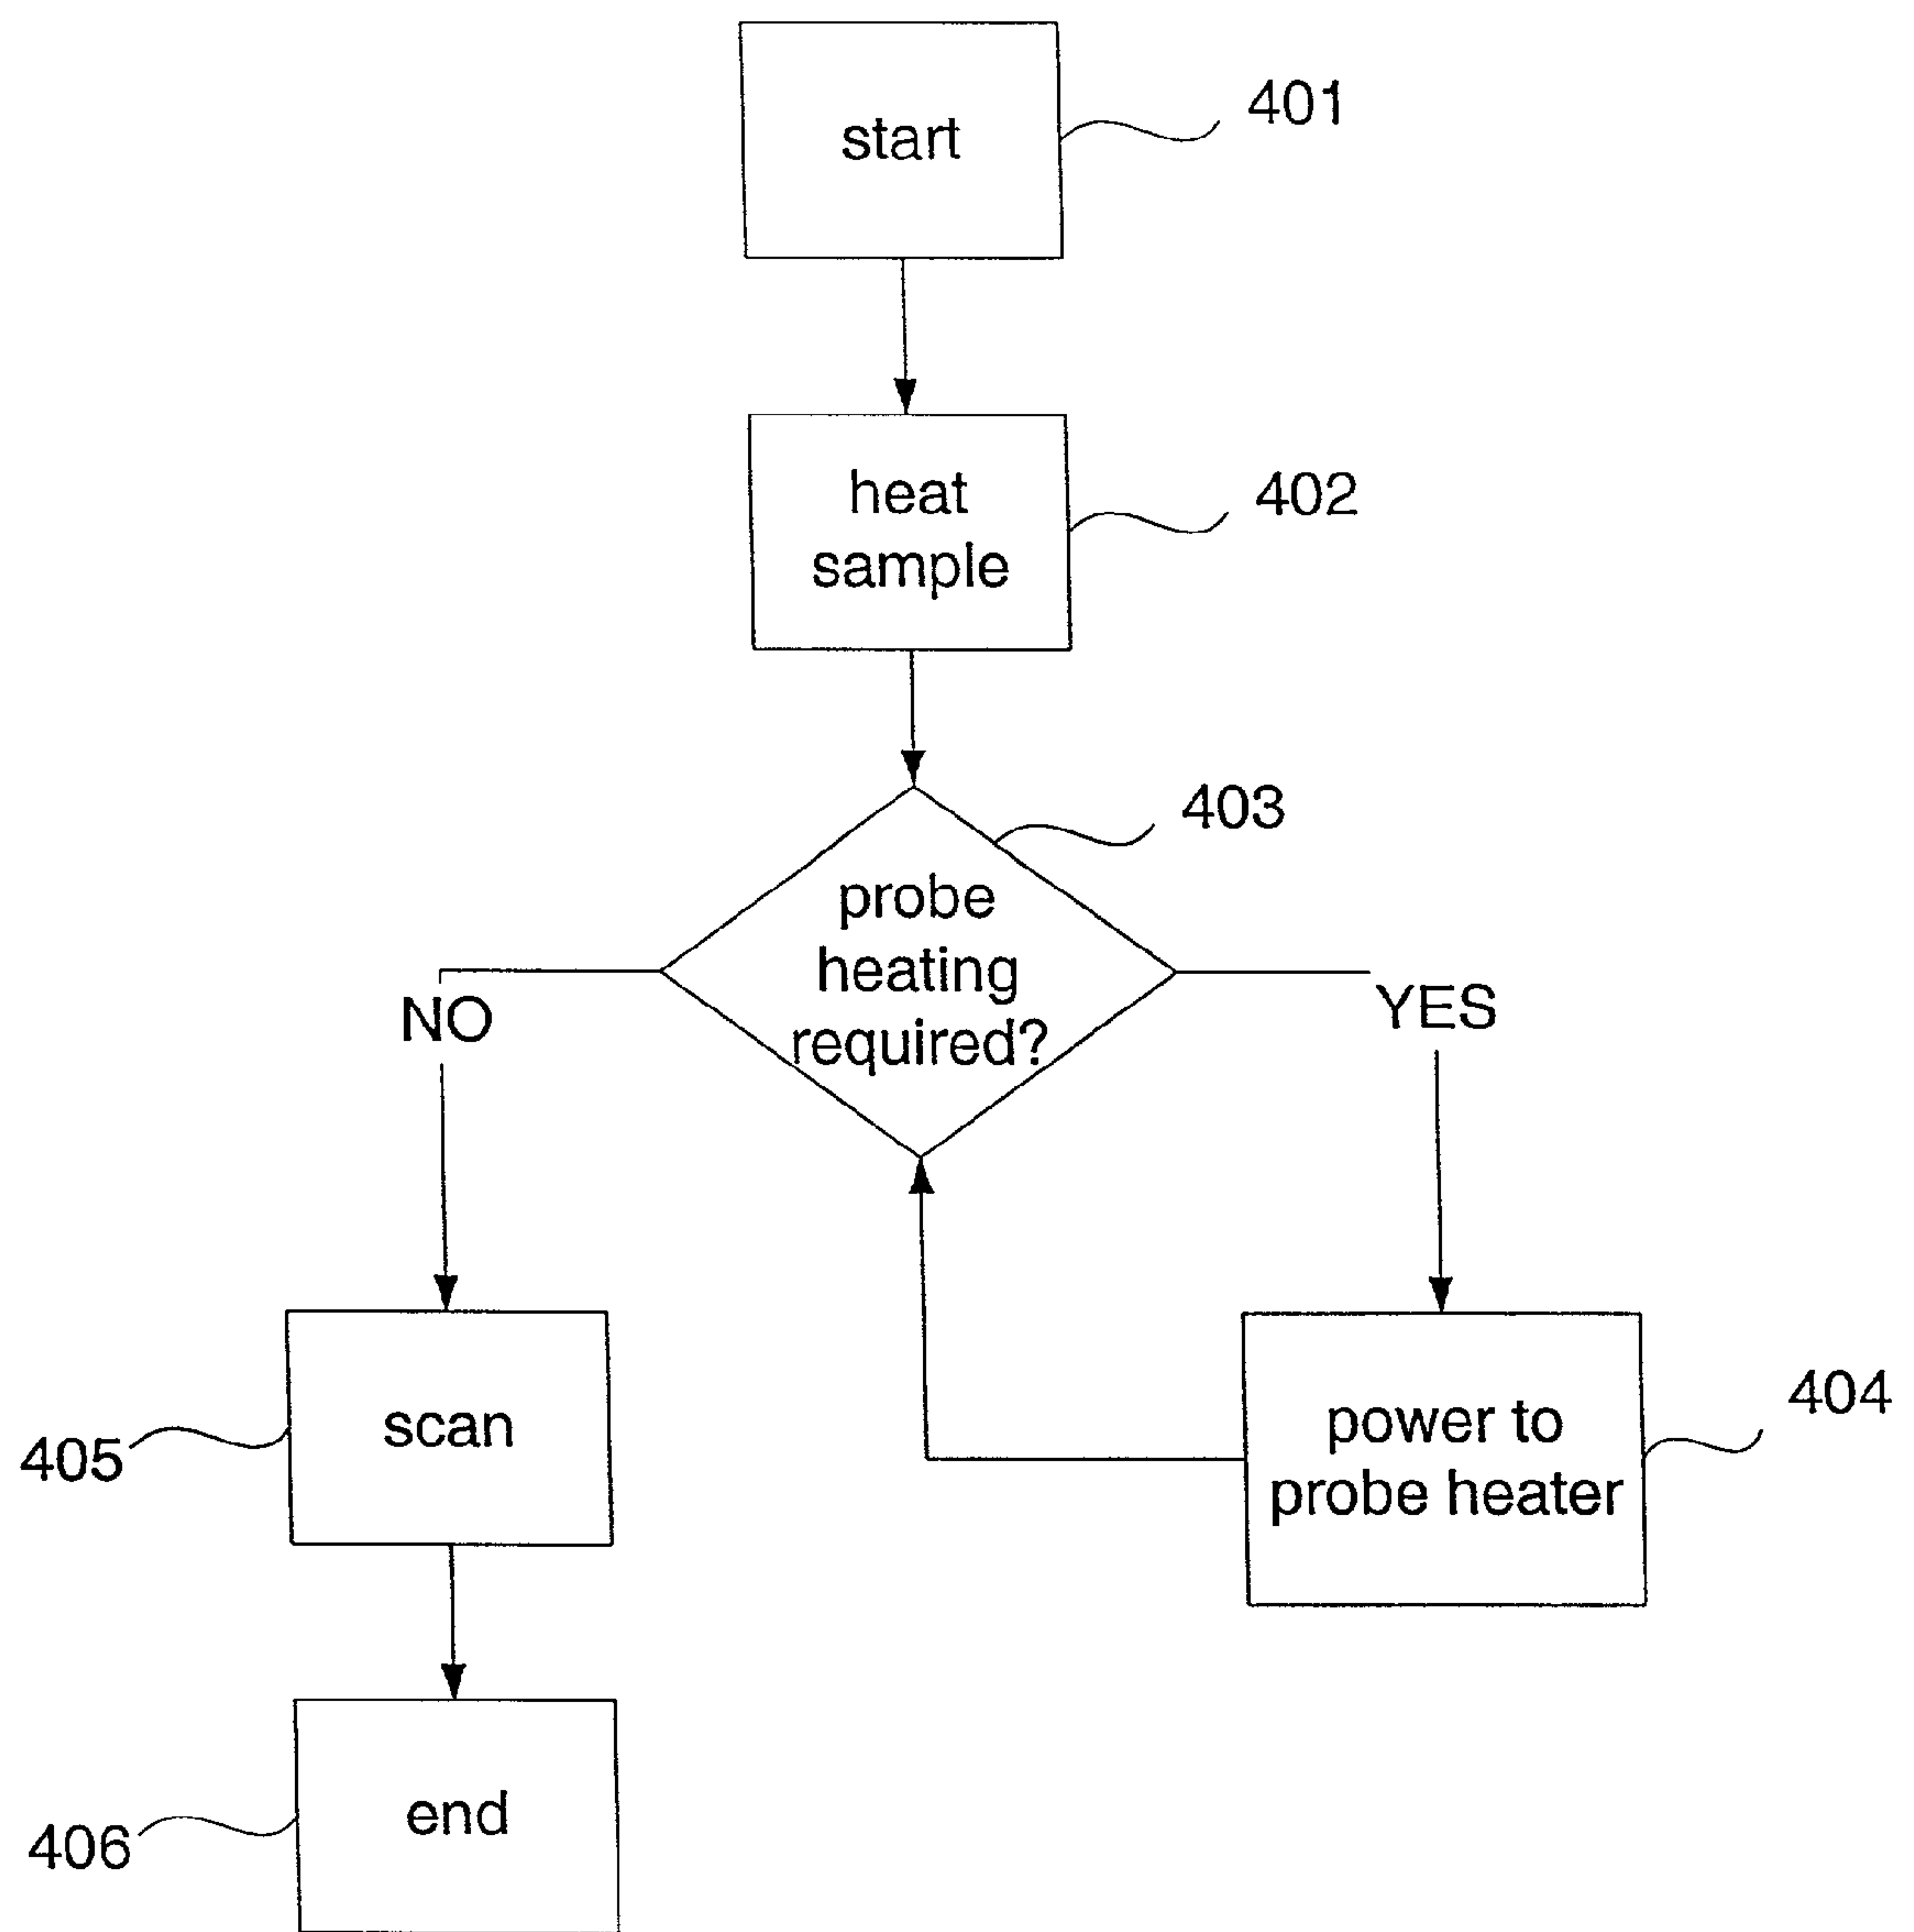 start
401
heat
sample
402
403
probe
heating
required?
NO
YES
scan
405
power to
probe heater
404
end
406